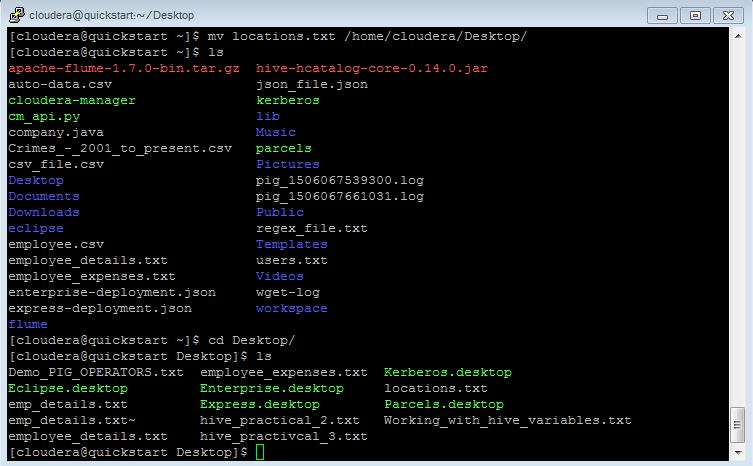 cloudera@quickstart:~/Desktop
[cloudera@quickstart ~]$ mv locations.txt /home/cloudera/Desktop/
[cloudera@quickstart ~]$ ls
apache-flume-1.7.0-bin.tar.gz hive-hcatalog-core-0.14.0.jar
auto-data.csv json_file.json
cloudera-manager kerberos
cm_api.py lib
company.java Music
Crimes_-_2001_to_present.csv parcels
csv_file.csv Pictures
Desktop pig_1506067539300.log
Documents pig_1506067661031.log
Downloads Public
eclipse regex_file.txt
employee.csv Templates
employee_details.txt users.txt
employee_expenses.txt Videos
enterprise-deployment.json wget-log
express-deployment.json workspace
flume
[cloudera@quickstart ~]$ cd Desktop/
[cloudera@quickstart Desktop]$ ls
Demo_PIG_OPERATORS.txt employee_expenses.txt Kerberos.desktop
Eclipse.desktop Enterprise.desktop locations.txt
emp_details.txt Express.desktop Parcels.desktop
emp_details.txt~ hive_practical_2.txt Working_with_hive_variables.txt
employee_details.txt hive_practivcal_3.txt
[cloudera@quickstart Desktop]$